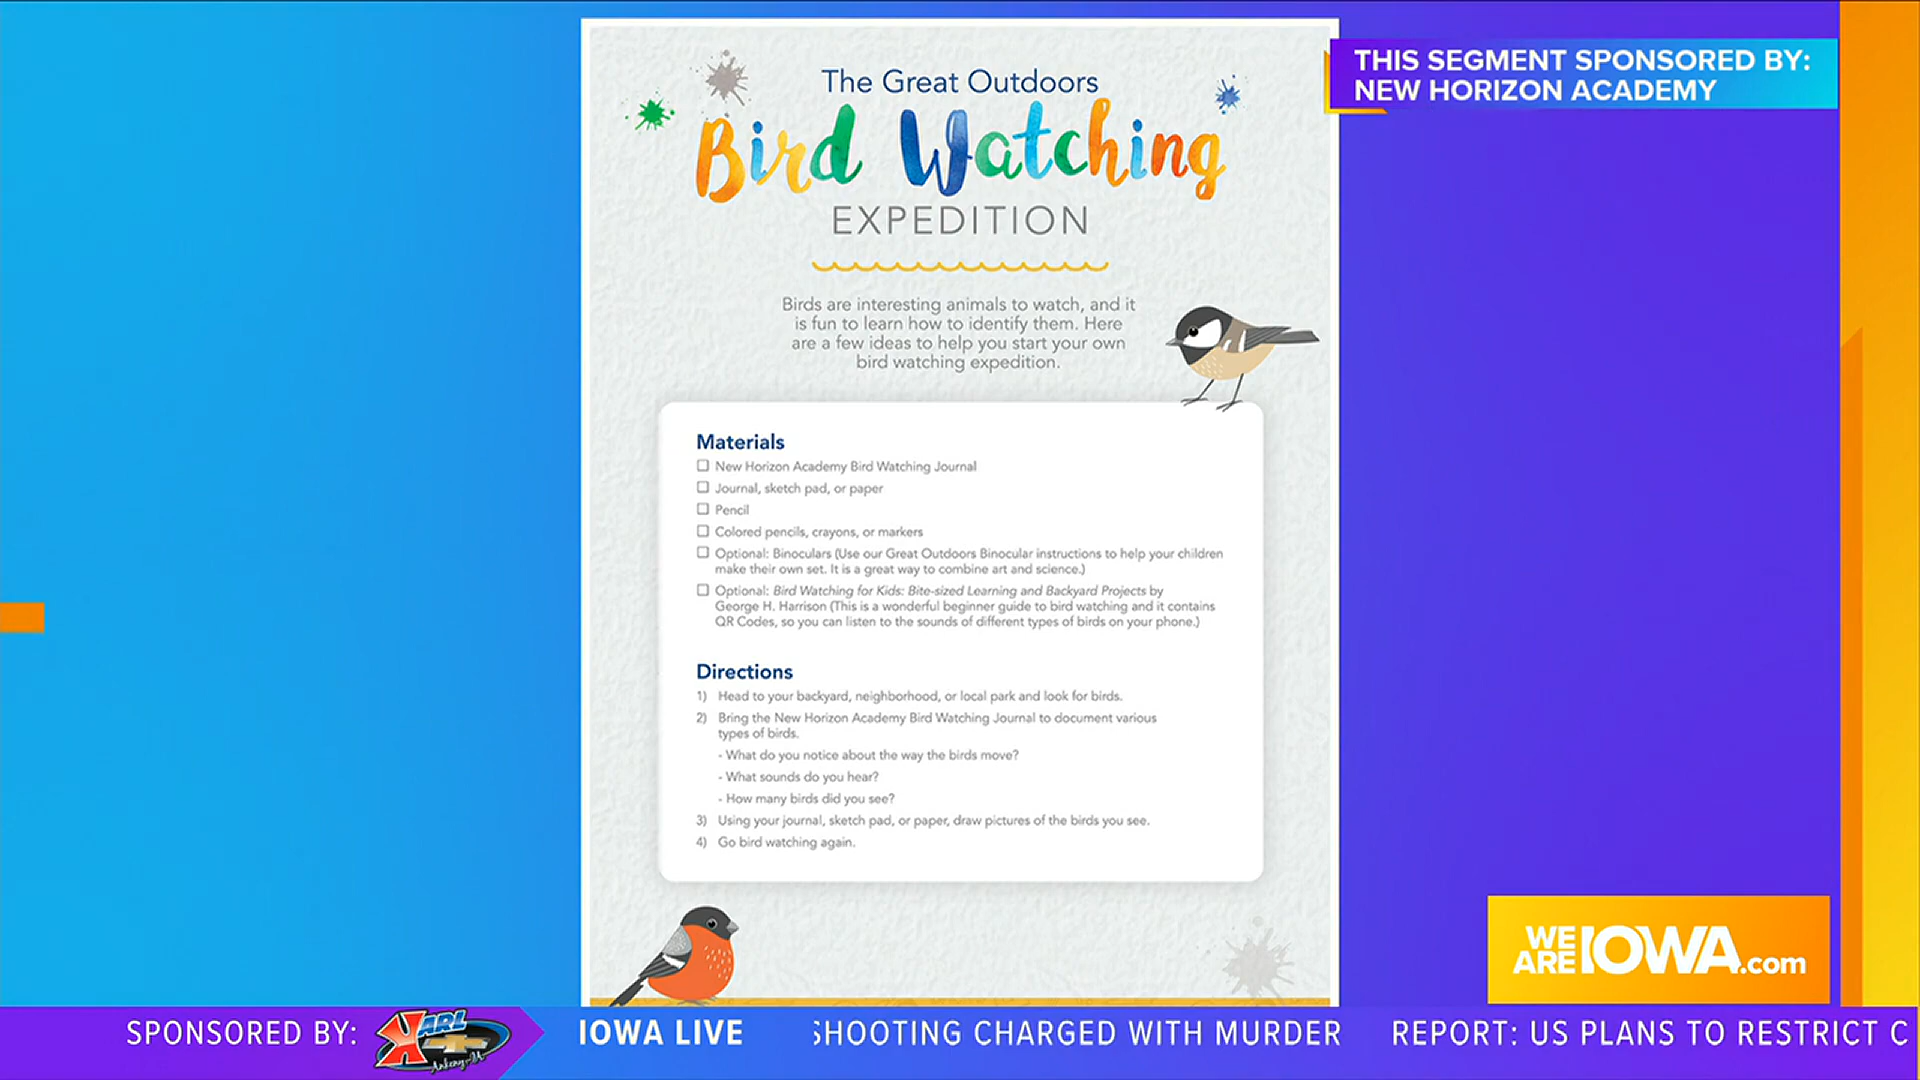 THIS SEGMENT SPONSORED BY:
NEW HORIZON ACADEMY
The Great Outdoors
Bird Watching
EXPEDITION
Birds are interesting animals to watch, and it
is fun to learn how to identify them. Here
are a few ideas to help you start your own
bird watching expedition.
Materials
New Horizon Academy Bird Watching Journal
Journal, sketch pad, or paper
Pencil
Colored pencils, crayons, or markers
Optional: Binoculars (Use our Great Outdoors Binocular instructions to help your children
make their own set. It is a great way to combine art and science.)
Optional: Bird Watching for Kids: Bite-sized Learning and Backyard Projects by
George H. Harrison (This is a wonderful beginner guide to bird watching and it contains
QR Codes, so you can listen to the sounds of different types of birds on your phone.)
Directions
1) Head to your backyard, neighborhood, or local park and look for birds.
2) Bring the New Horizon Academy Bird Watching Journal to document various
types of birds.
- What do you notice about the way the birds move?
- What sounds do you hear?
- How many birds did you see?
3) Using your journal, sketch pad, or paper, draw pictures of the birds you see.
4) Go bird watching again.
WE
ARE IOWA.com
SPONSORED BY: KARL Ankeny, IA IOWA LIVE SHOOTING CHARGED WITH MURDER REPORT: US PLANS TO RESTRICT C